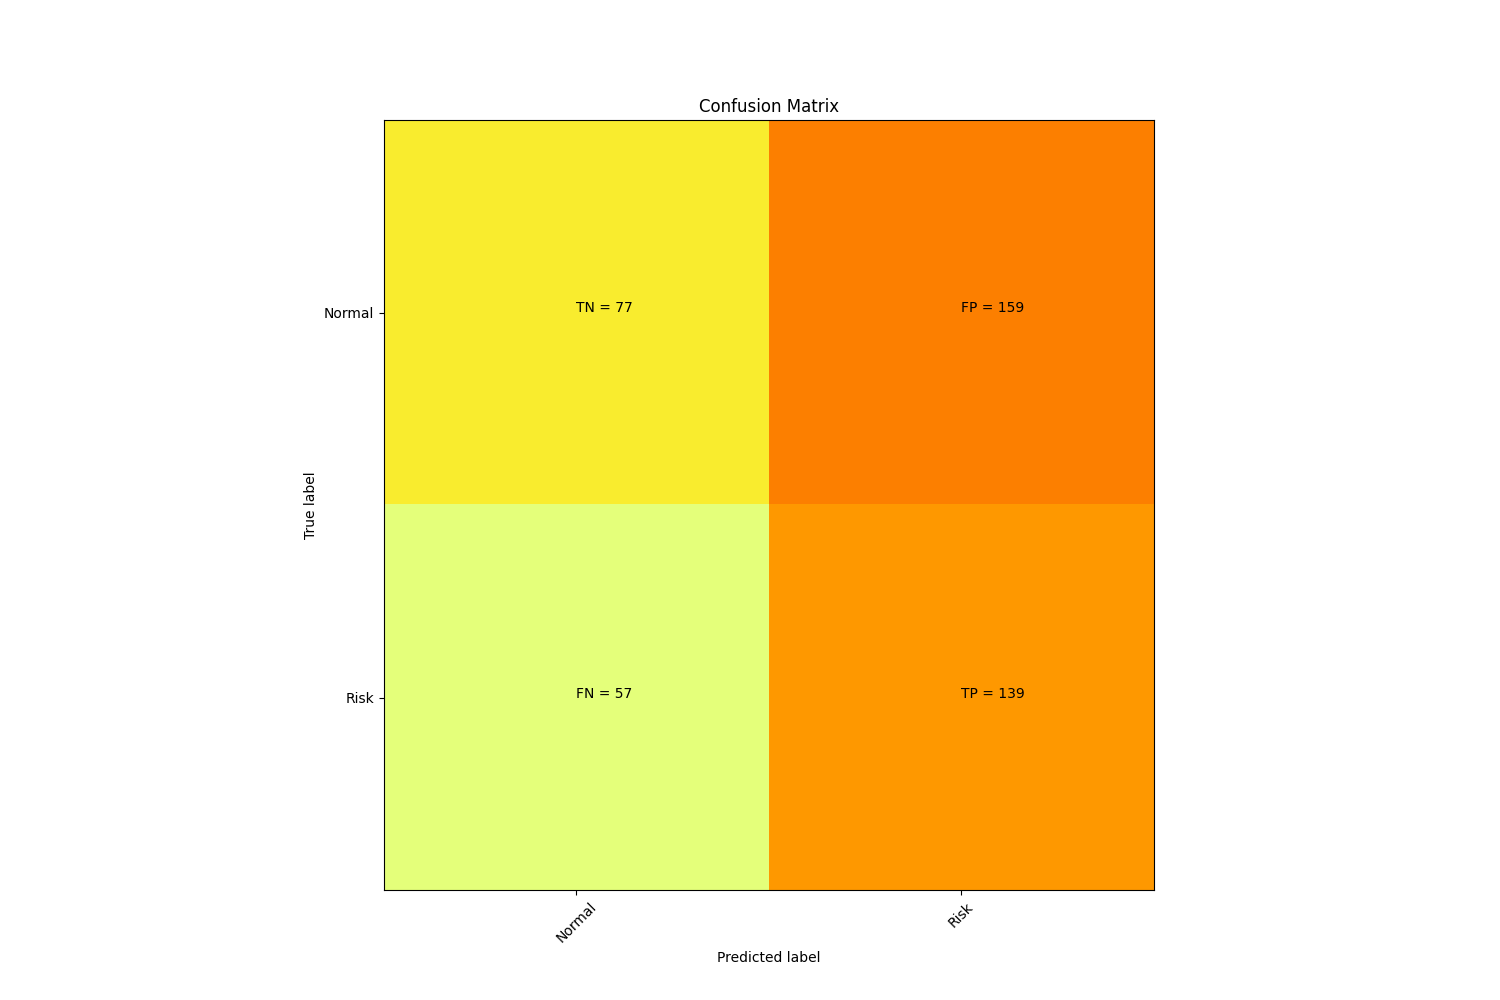 Confusion Matrix
TN = 77
FP = 159
Normal
True label
FN = 57
TP = 139
Risk
Normal
Risk
Predicted label